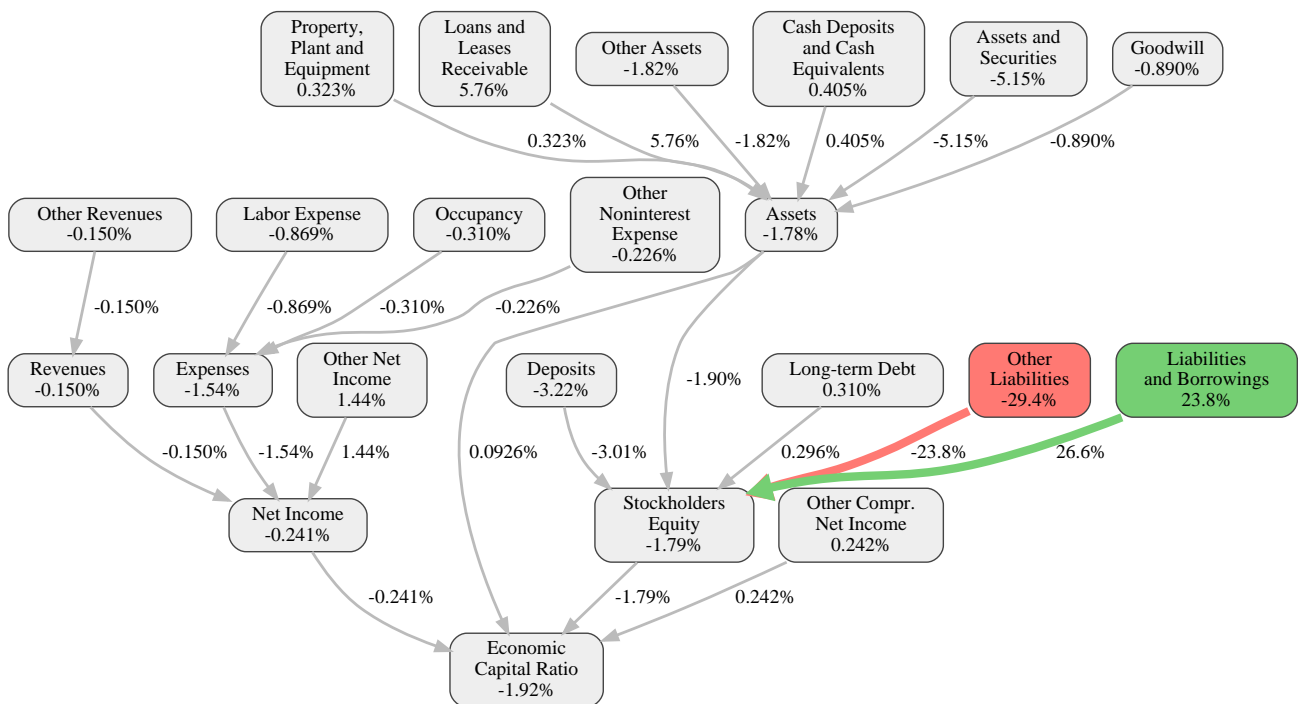 Property,
Plant and
Equipment
0.323%
Loans and
Leases
Receivable
5.76%
Other Assets
-1.82%
Cash Deposits
and Cash
Equivalents
0.405%
Assets and
Securities
-5.15%
Goodwill
-0.890%
0.323%
5.76%
-1.82%
0.405%
-5.15%
-0.890%
Other Revenues
-0.150%
Labor Expense
-0.869%
Occupancy
-0.310%
Other
Noninterest
Expense
-0.226%
Assets
-1.78%
-0.150%
-0.869%
-0.310%
-0.226%
Revenues
-0.150%
Expenses
-1.54%
Other Net
Income
1.44%
Deposits
-3.22%
-1.90%
Long-term Debt
0.310%
Other
Liabilities
-29.4%
Liabilities
and Borrowings
23.8%
-0.150%
-1.54%
1.44%
0.0926%
-3.01%
0.296%
-23.8%
26.6%
Net Income
-0.241%
Stockholders
Equity
-1.79%
Other Compr.
Net Income
0.242%
-0.241%
-1.79%
0.242%
Economic
Capital Ratio
-1.92%